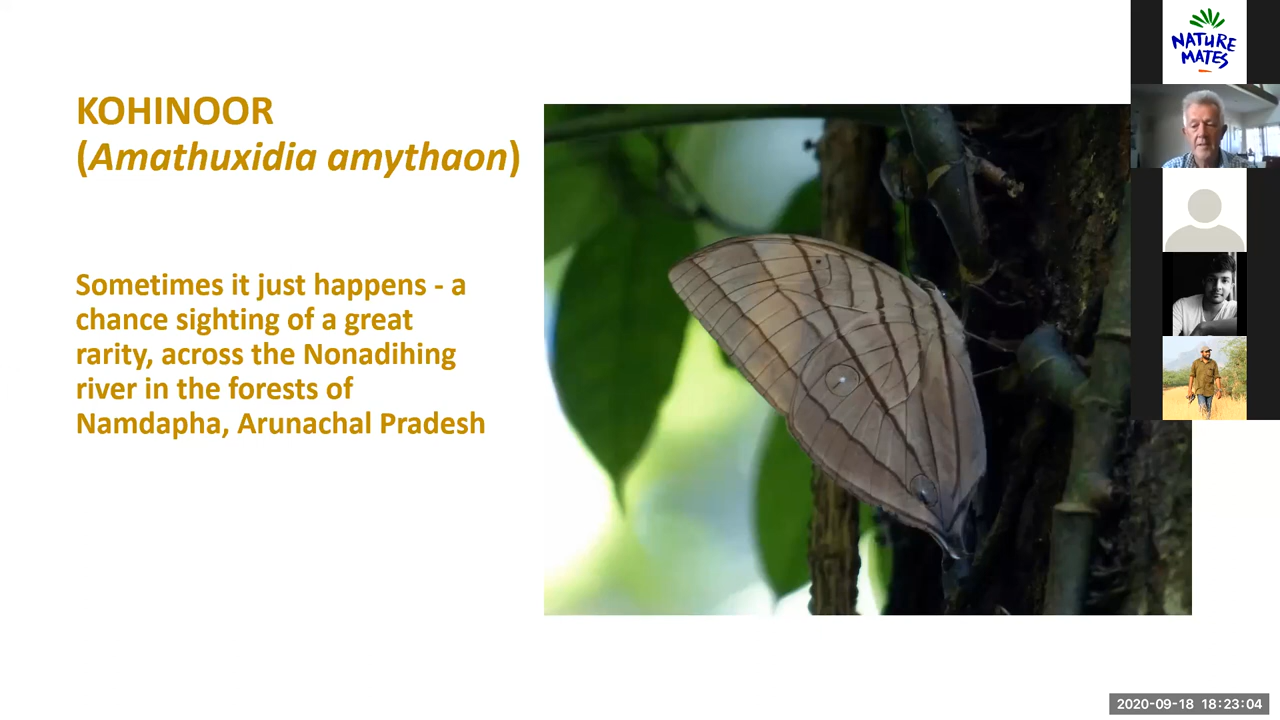 KOHINOOR
(Amathuxidia amythaon)
Sometimes it just happens - a
chance sighting of a great
rarity, across the Nonadihing
river in the forests of
Namdapha, Arunachal Pradesh
NATURE
MATES
2020-09-18 18:23:04